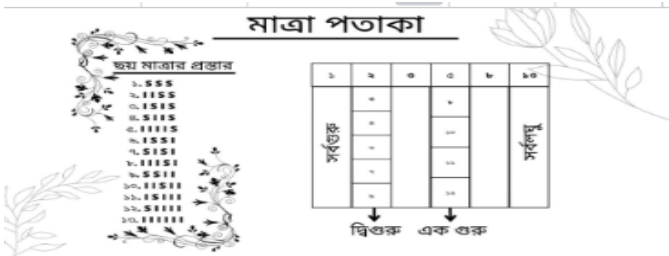 মাত্রা পতাকা
ছয় মাত্রার প্রস্তার
১. SSS
২. IISS
৩. ISIS
৪. SIIS
৫. IIIIS
৬. ISSI
৭. SISI
৮. IIISI
৯. SSII
১০. IISII
১১. ISIII
১২. SIIII
১৩. IIIIII
১ ২ ৩ ৫ ৮ ১৩
সর্বগুরু
সর্বলঘু
দ্বিগুরু এক গুরু